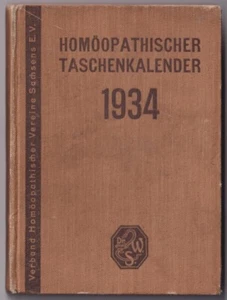 HOMÖOPATHISCHER
TASCHENKALENDER
1934
Verband Homöopathischer Vereine Sachsens E.V.